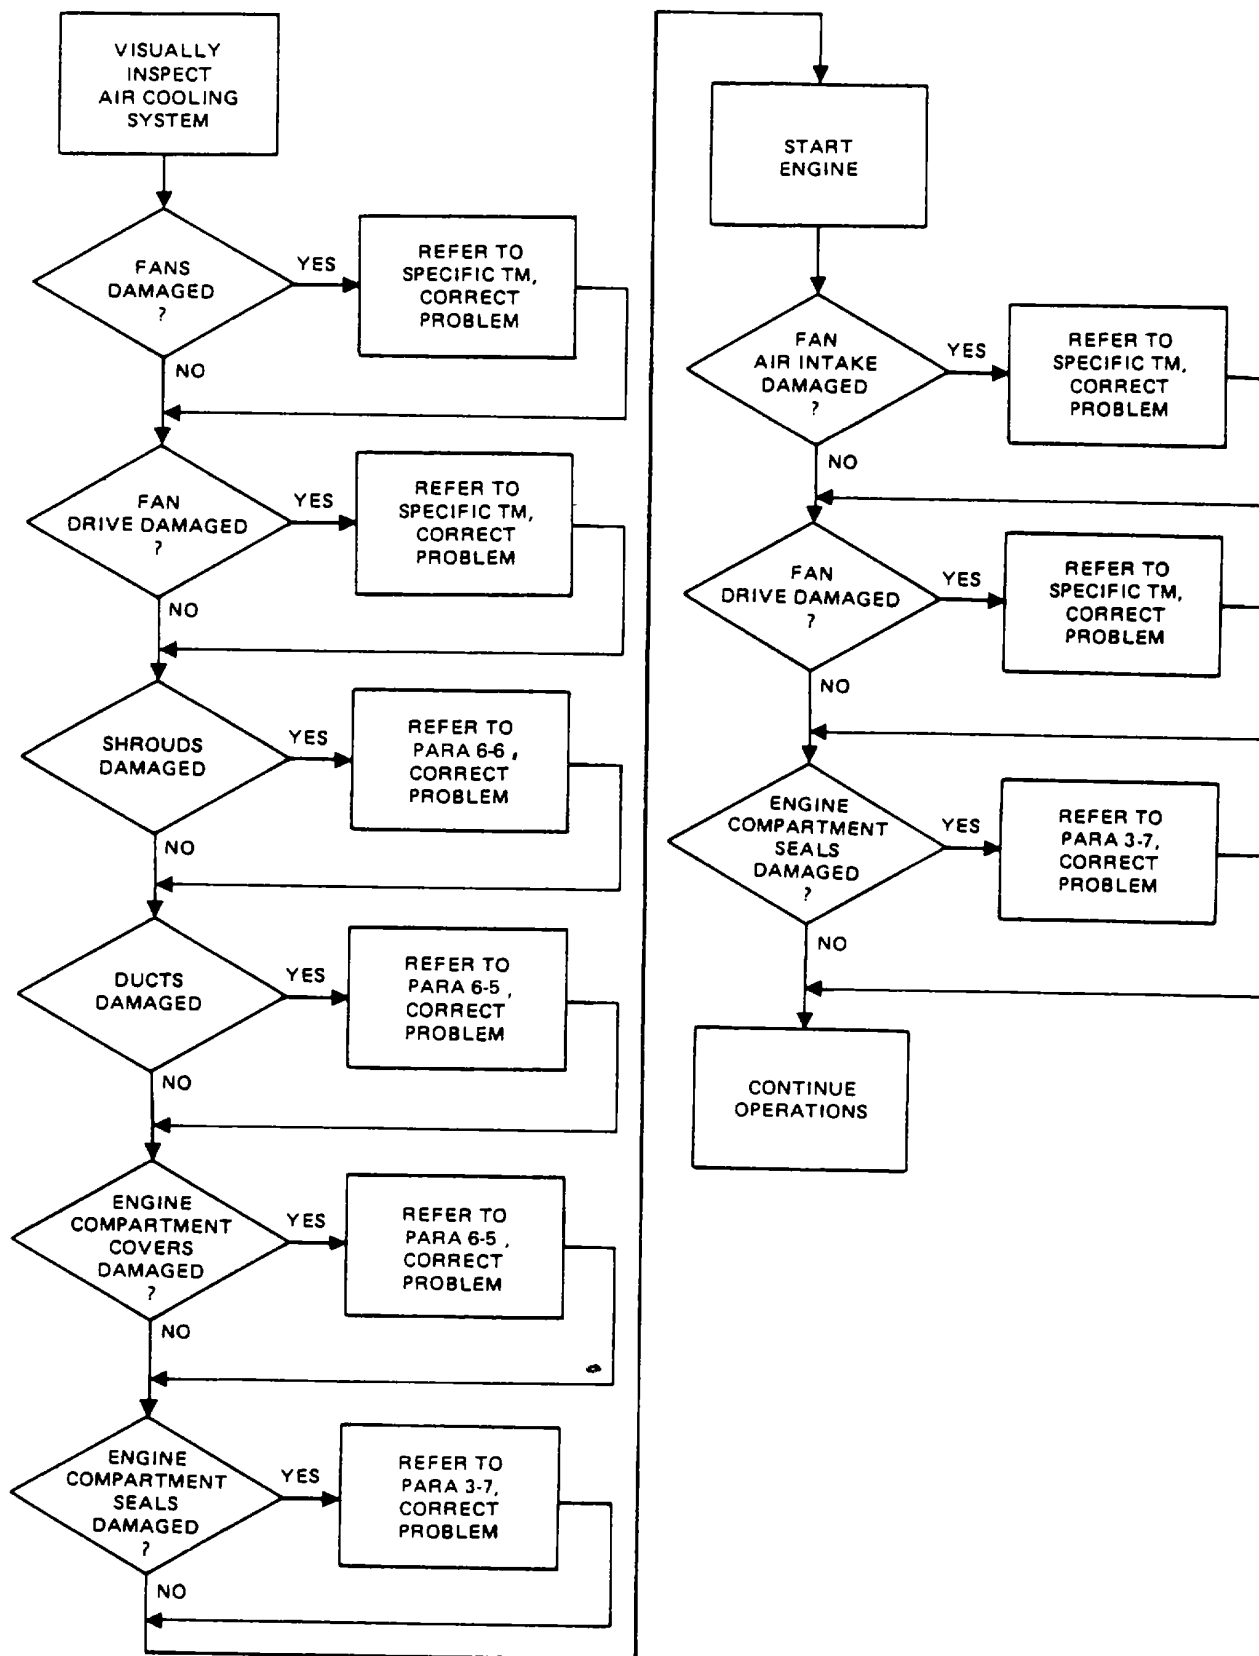 VISUALLY
INSPECT
AIR COOLING
SYSTEM
FANS
DAMAGED
?
YES
REFER TO
SPECIFIC TM,
CORRECT
PROBLEM
NO
FAN
DRIVE DAMAGED
?
YES
REFER TO
SPECIFIC TM,
CORRECT
PROBLEM
NO
SHROUDS
DAMAGED
YES
REFER TO
PARA 6-6,
CORRECT
PROBLEM
NO
DUCTS
DAMAGED
YES
REFER TO
PARA 6-5,
CORRECT
PROBLEM
NO
ENGINE
COMPARTMENT
COVERS
DAMAGED
?
YES
REFER TO
PARA 6-5,
CORRECT
PROBLEM
NO
ENGINE
COMPARTMENT
SEALS
DAMAGED
?
YES
REFER TO
PARA 3-7,
CORRECT
PROBLEM
NO
START
ENGINE
FAN
AIR INTAKE
DAMAGED
?
YES
REFER TO
SPECIFIC TM,
CORRECT
PROBLEM
NO
FAN
DRIVE DAMAGED
?
YES
REFER TO
SPECIFIC TM,
CORRECT
PROBLEM
NO
ENGINE
COMPARTMENT
SEALS
DAMAGED
?
YES
REFER TO
PARA 3-7,
CORRECT
PROBLEM
NO
CONTINUE
OPERATIONS